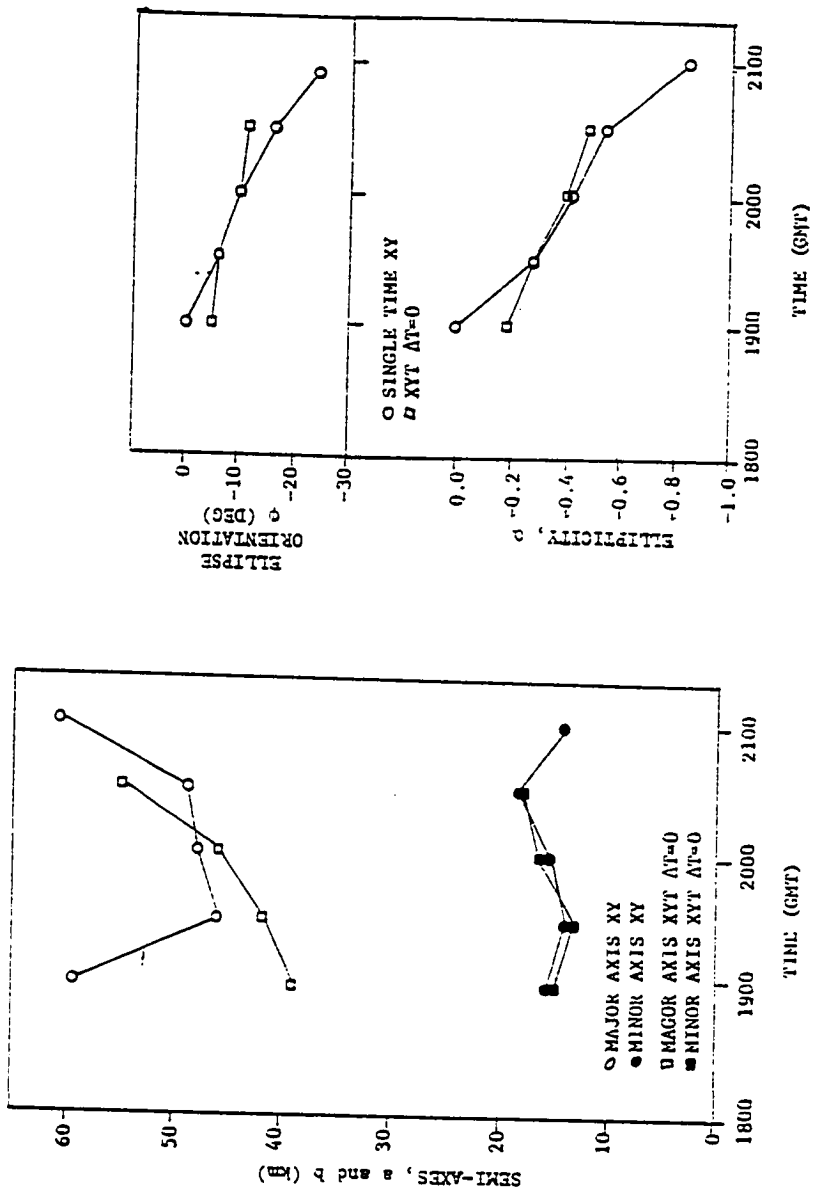 60
50
40
30
20
10
0
SEMI-AXES, a and b (km)
MAJOR AXIS XY
MINOR AXIS XY
MAGOR AXIS XYT ΔT=0
MINOR AXIS XYT ΔT=0
1800
1900
2000
2100
TIME (GMT)
ELLIPSE
ORIENTATION
φ (DEG)
0
-10
-20
-30
SINGLE TIME XY
XYT ΔT=0
ELLIPTICITY, ρ
0.0
-0.2
-0.4
-0.6
-0.8
-1.0
1800
1900
2000
2100
TIME (GMT)